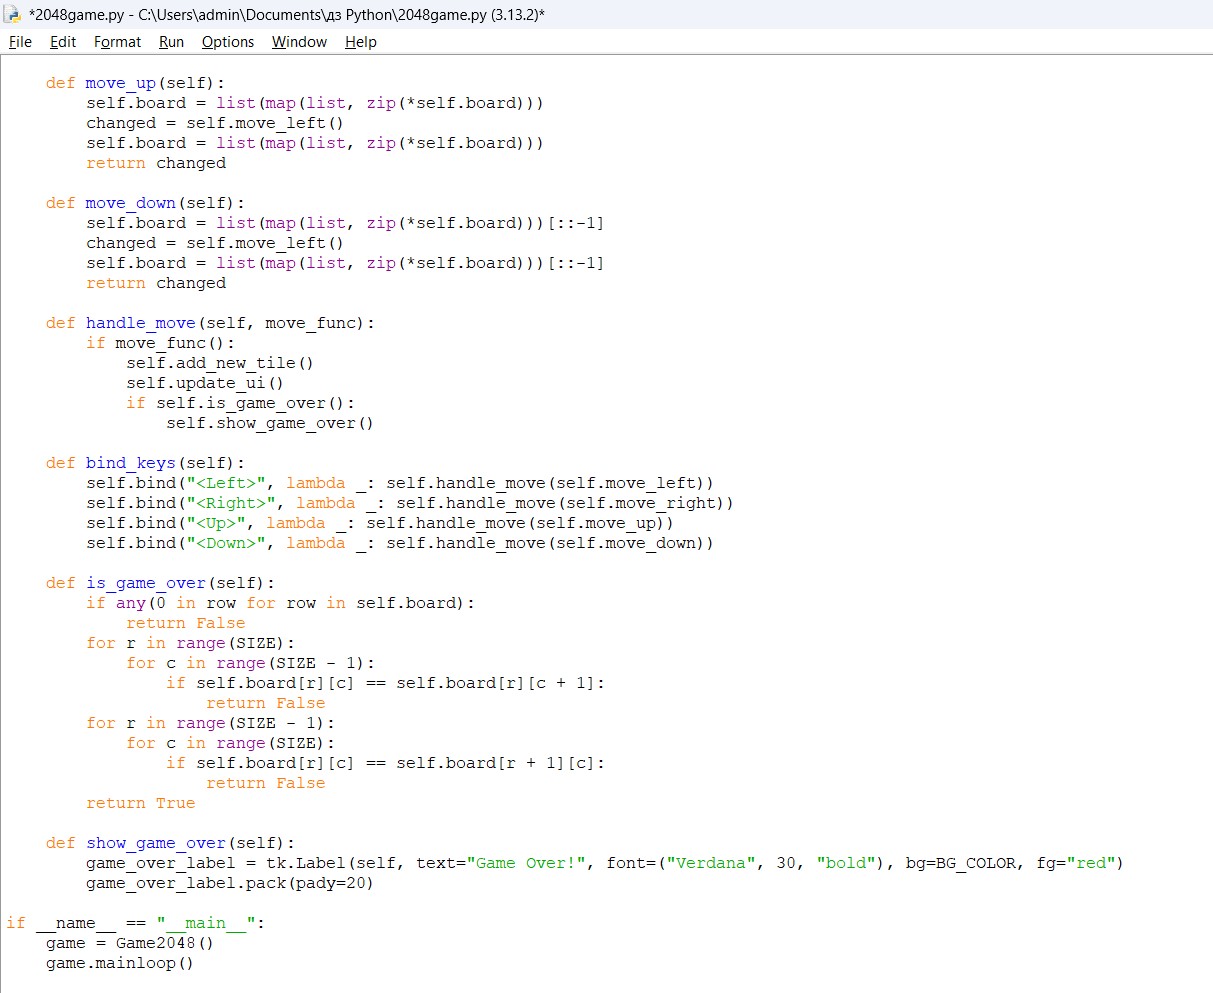 *2048game.py - C:\Users\admin\Documents\дз Python\2048game.py (3.13.2)*
File Edit Format Run Options Window Help
    def move_up(self):
        self.board = list(map(list, zip(*self.board)))
        changed = self.move_left()
        self.board = list(map(list, zip(*self.board)))
        return changed

    def move_down(self):
        self.board = list(map(list, zip(*self.board)))[::-1]
        changed = self.move_left()
        self.board = list(map(list, zip(*self.board)))[::-1]
        return changed

    def handle_move(self, move_func):
        if move_func():
            self.add_new_tile()
            self.update_ui()
            if self.is_game_over():
                self.show_game_over()

    def bind_keys(self):
        self.bind("<Left>", lambda _: self.handle_move(self.move_left))
        self.bind("<Right>", lambda _: self.handle_move(self.move_right))
        self.bind("<Up>", lambda _: self.handle_move(self.move_up))
        self.bind("<Down>", lambda _: self.handle_move(self.move_down))

    def is_game_over(self):
        if any(0 in row for row in self.board):
            return False
        for r in range(SIZE):
            for c in range(SIZE - 1):
                if self.board[r][c] == self.board[r][c + 1]:
                    return False
        for r in range(SIZE - 1):
            for c in range(SIZE):
                if self.board[r][c] == self.board[r + 1][c]:
                    return False
        return True

    def show_game_over(self):
        game_over_label = tk.Label(self, text="Game Over!", font=("Verdana", 30, "bold"), bg=BG_COLOR, fg="red")
        game_over_label.pack(pady=20)

if __name__ == "__main__":
    game = Game2048()
    game.mainloop()